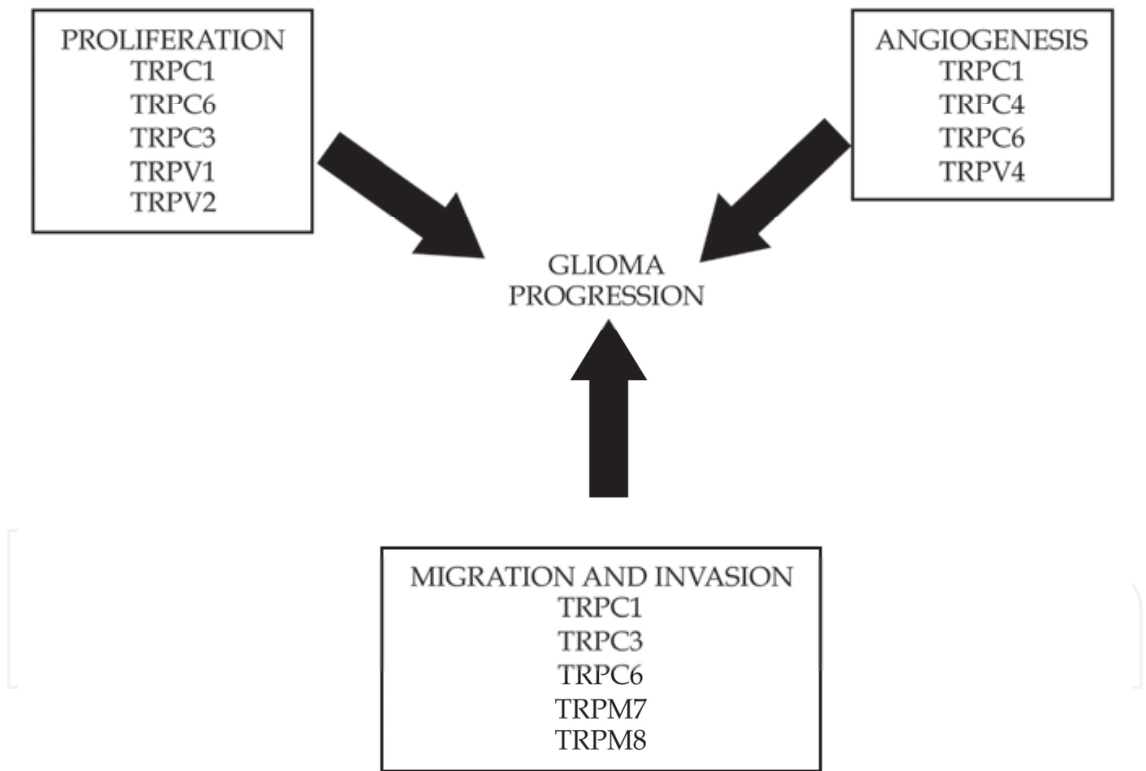 PROLIFERATION
TRPC1
TRPC6
TRPC3
TRPV1
TRPV2
ANGIOGENESIS
TRPC1
TRPC4
TRPC6
TRPV4
GLIOMA
PROGRESSION
MIGRATION AND INVASION
TRPC1
TRPC3
TRPC6
TRPM7
TRPM8